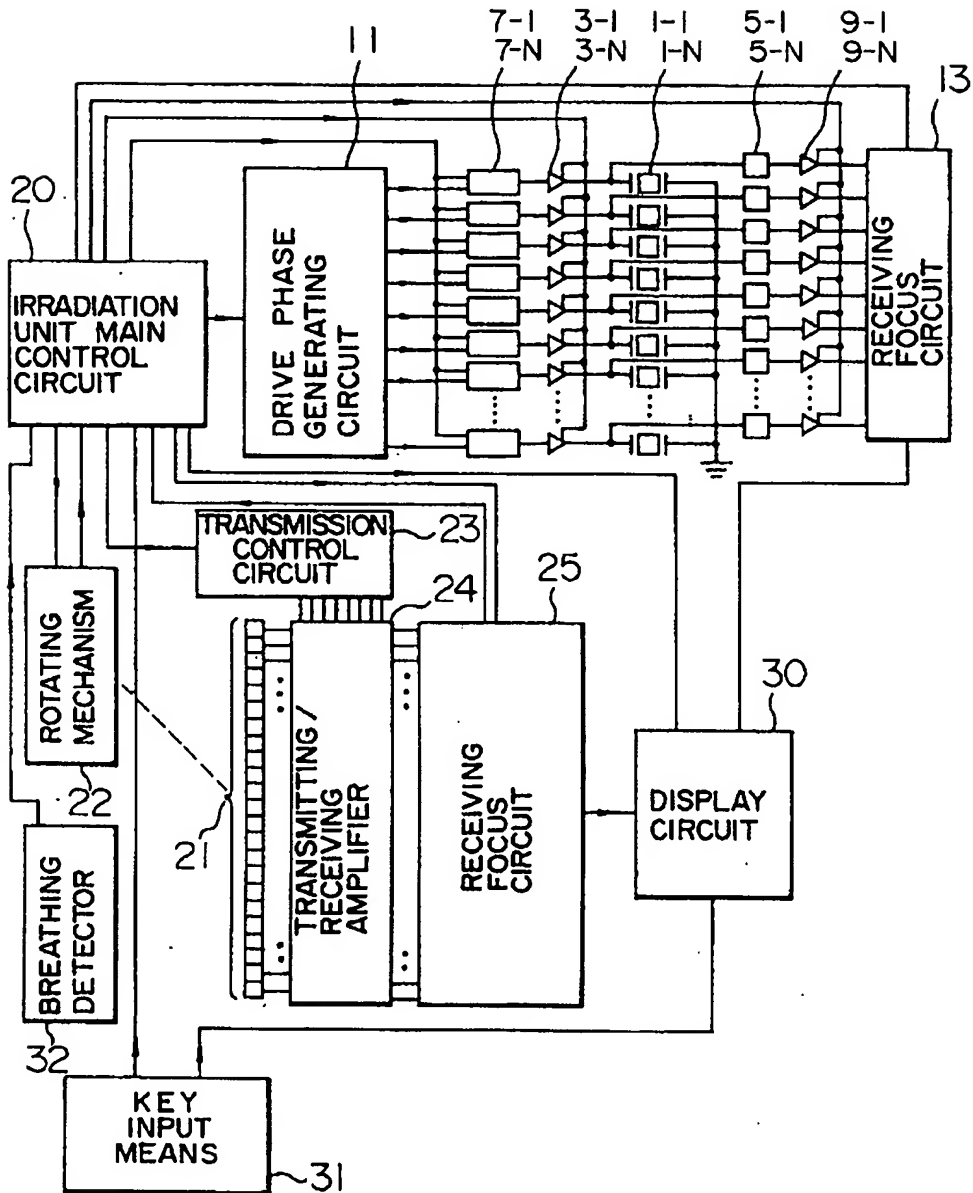 7-1 3-1 1-1 5-1 9-1
7-N 3-N 1-N 5-N 9-N
11
13
20
IRRADIATION
UNIT MAIN
CONTROL
CIRCUIT
DRIVE PHASE
GENERATING
CIRCUIT
RECEIVING
FOCUS
CIRCUIT
TRANSMISSION
CONTROL
CIRCUIT
23
24
25
ROTATING
MECHANISM
22
21
TRANSMITTING/
RECEIVING
AMPLIFIER
RECEIVING
FOCUS
CIRCUIT
30
DISPLAY
CIRCUIT
BREATHING
DETECTOR
32
KEY
INPUT
MEANS
31